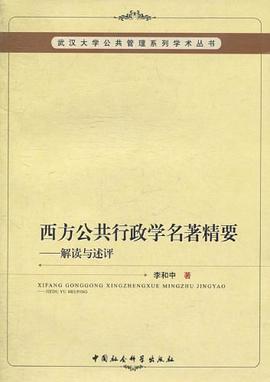 武汉大学公共管理系列学术丛书
西方公共行政学名著精要
——解读与述评
李和中 著
XIFANG GONGGONG XINGZHENGXUE MINGZHU JINGYAO
——JIEDU YU SHUPING
中国社会科学出版社